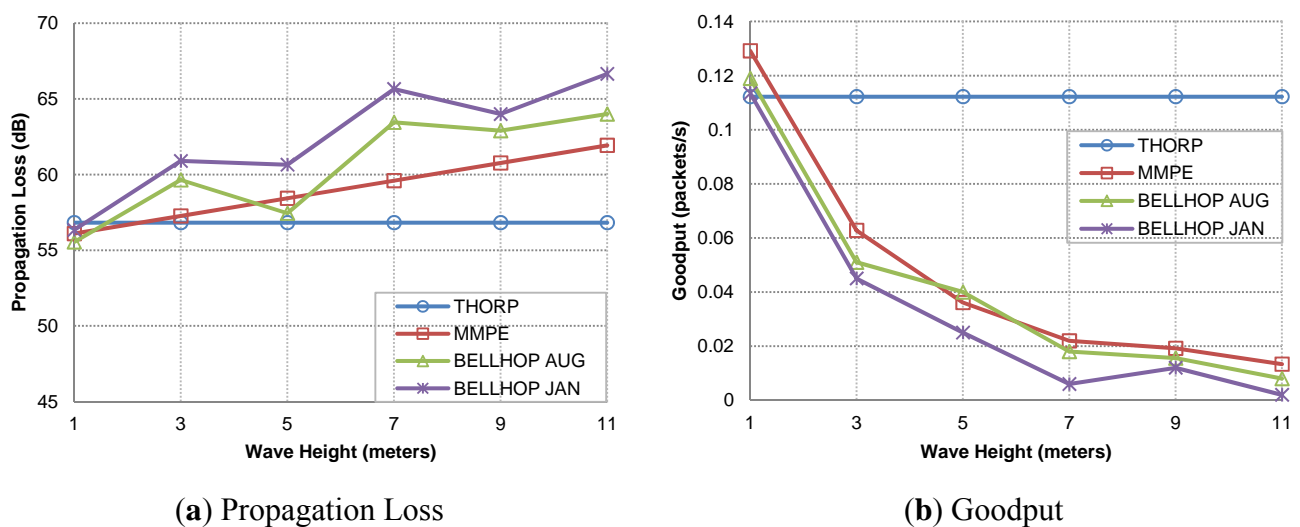 70
65
60
55
50
45
Propagation Loss (dB)
THORP
MMPE
BELLHOP AUG
BELLHOP JAN
1 3 5 7 9 11
Wave Height (meters)
(a) Propagation Loss
0.14
0.12
0.1
0.08
0.06
0.04
0.02
0
Goodput (packets/s)
THORP
MMPE
BELLHOP AUG
BELLHOP JAN
1 3 5 7 9 11
Wave Height (meters)
(b) Goodput